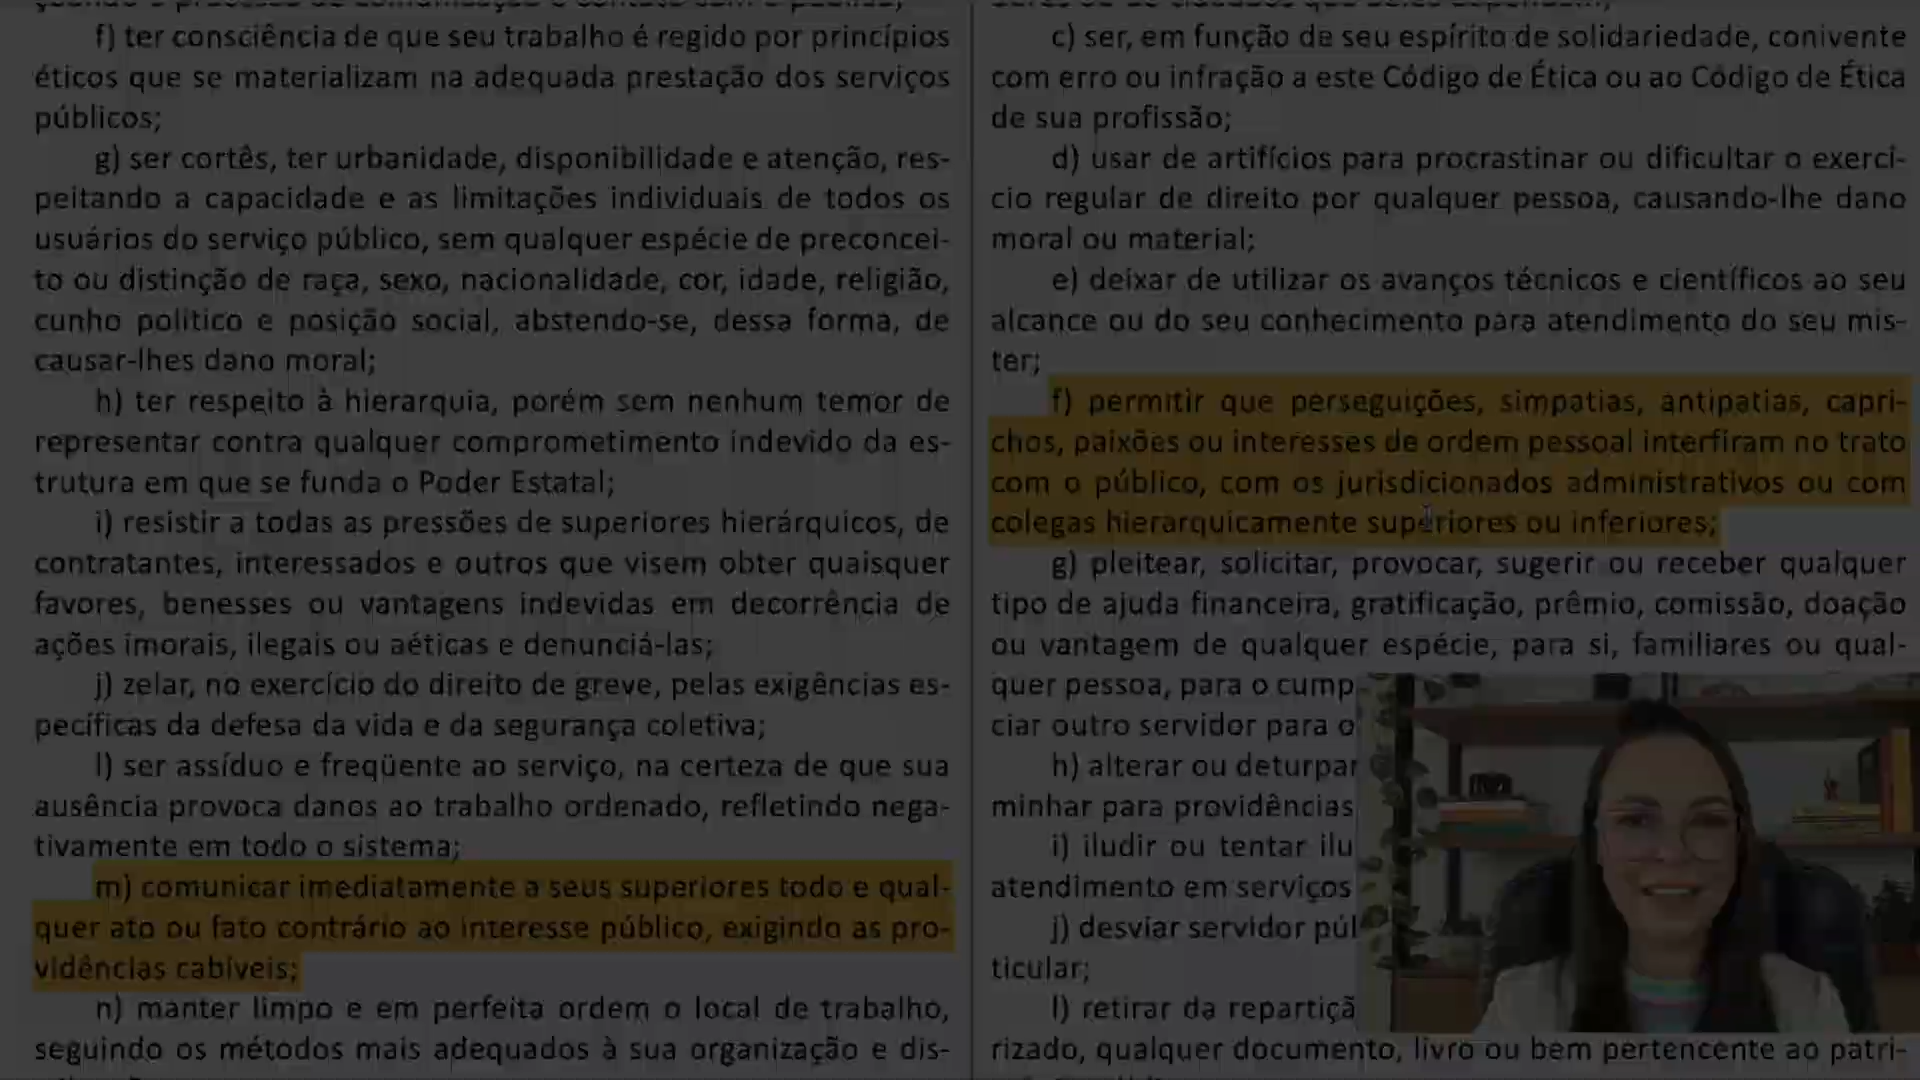 f) ter consciência de que seu trabalho é regido por princípios
éticos que se materializam na adequada prestação dos serviços
públicos;
g) ser cortês, ter urbanidade, disponibilidade e atenção, res-
peitando a capacidade e as limitações individuais de todos os
usuários do serviço público, sem qualquer espécie de preconcei-
to ou distinção de raça, sexo, nacionalidade, cor, idade, religião,
cunho político e posição social, abstendo-se, dessa forma, de
causar-lhes dano moral;
h) ter respeito à hierarquia, porém sem nenhum temor de
representar contra qualquer comprometimento indevido da es-
trutura em que se funda o Poder Estatal;
i) resistir a todas as pressões de superiores hierárquicos, de
contratantes, interessados e outros que visem obter quaisquer
favores, benesses ou vantagens indevidas em decorrência de
ações imorais, ilegais ou aéticas e denunciá-las;
j) zelar, no exercício do direito de greve, pelas exigências es-
pecíficas da defesa da vida e da segurança coletiva;
l) ser assíduo e freqüente ao serviço, na certeza de que sua
ausência provoca danos ao trabalho ordenado, refletindo nega-
tivamente em todo o sistema;
m) comunicar imediatamente a seus superiores todo e qual-
quer ato ou fato contrário ao interesse público, exigindo as pro-
vidências cabíveis;
n) manter limpo e em perfeita ordem o local de trabalho,
seguindo os métodos mais adequados à sua organização e dis-
c) ser, em função de seu espírito de solidariedade, conivente
com erro ou infração a este Código de Ética ou ao Código de Ética
de sua profissão;
d) usar de artifícios para procrastinar ou dificultar o exercí-
cio regular de direito por qualquer pessoa, causando-lhe dano
moral ou material;
e) deixar de utilizar os avanços técnicos e científicos ao seu
alcance ou do seu conhecimento para atendimento do seu mis-
ter;
f) permitir que perseguições, simpatias, antipatias, capri-
chos, paixões ou interesses de ordem pessoal interfiram no trato
com o público, com os jurisdicionados administrativos ou com
colegas hierarquicamente superiores ou inferiores;
g) pleitear, solicitar, provocar, sugerir ou receber qualquer
tipo de ajuda financeira, gratificação, prêmio, comissão, doação
ou vantagem de qualquer espécie, para si, familiares ou qual-
quer pessoa, para o cump
ciar outro servidor para o
h) alterar ou deturpar
minhar para providências
i) iludir ou tentar ilu
atendimento em serviços
j) desviar servidor púl
ticular;
l) retirar da repartiçã
rizado, qualquer documento, livro ou bem pertencente ao patri-